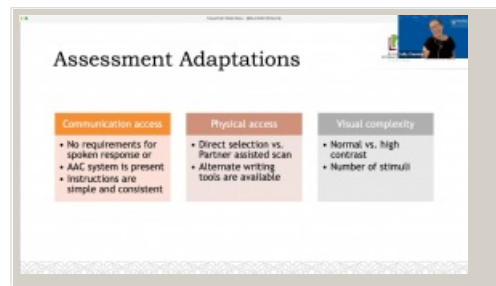 Assessment Adaptations
Communication access
• No requirements for
spoken response or
• AAC system is present
• Instructions are
simple and consistent
Physical access
• Direct selection vs.
Partner assisted scan
• Alternate writing
tools are available
Visual complexity
• Normal vs. high
contrast
• Number of stimuli